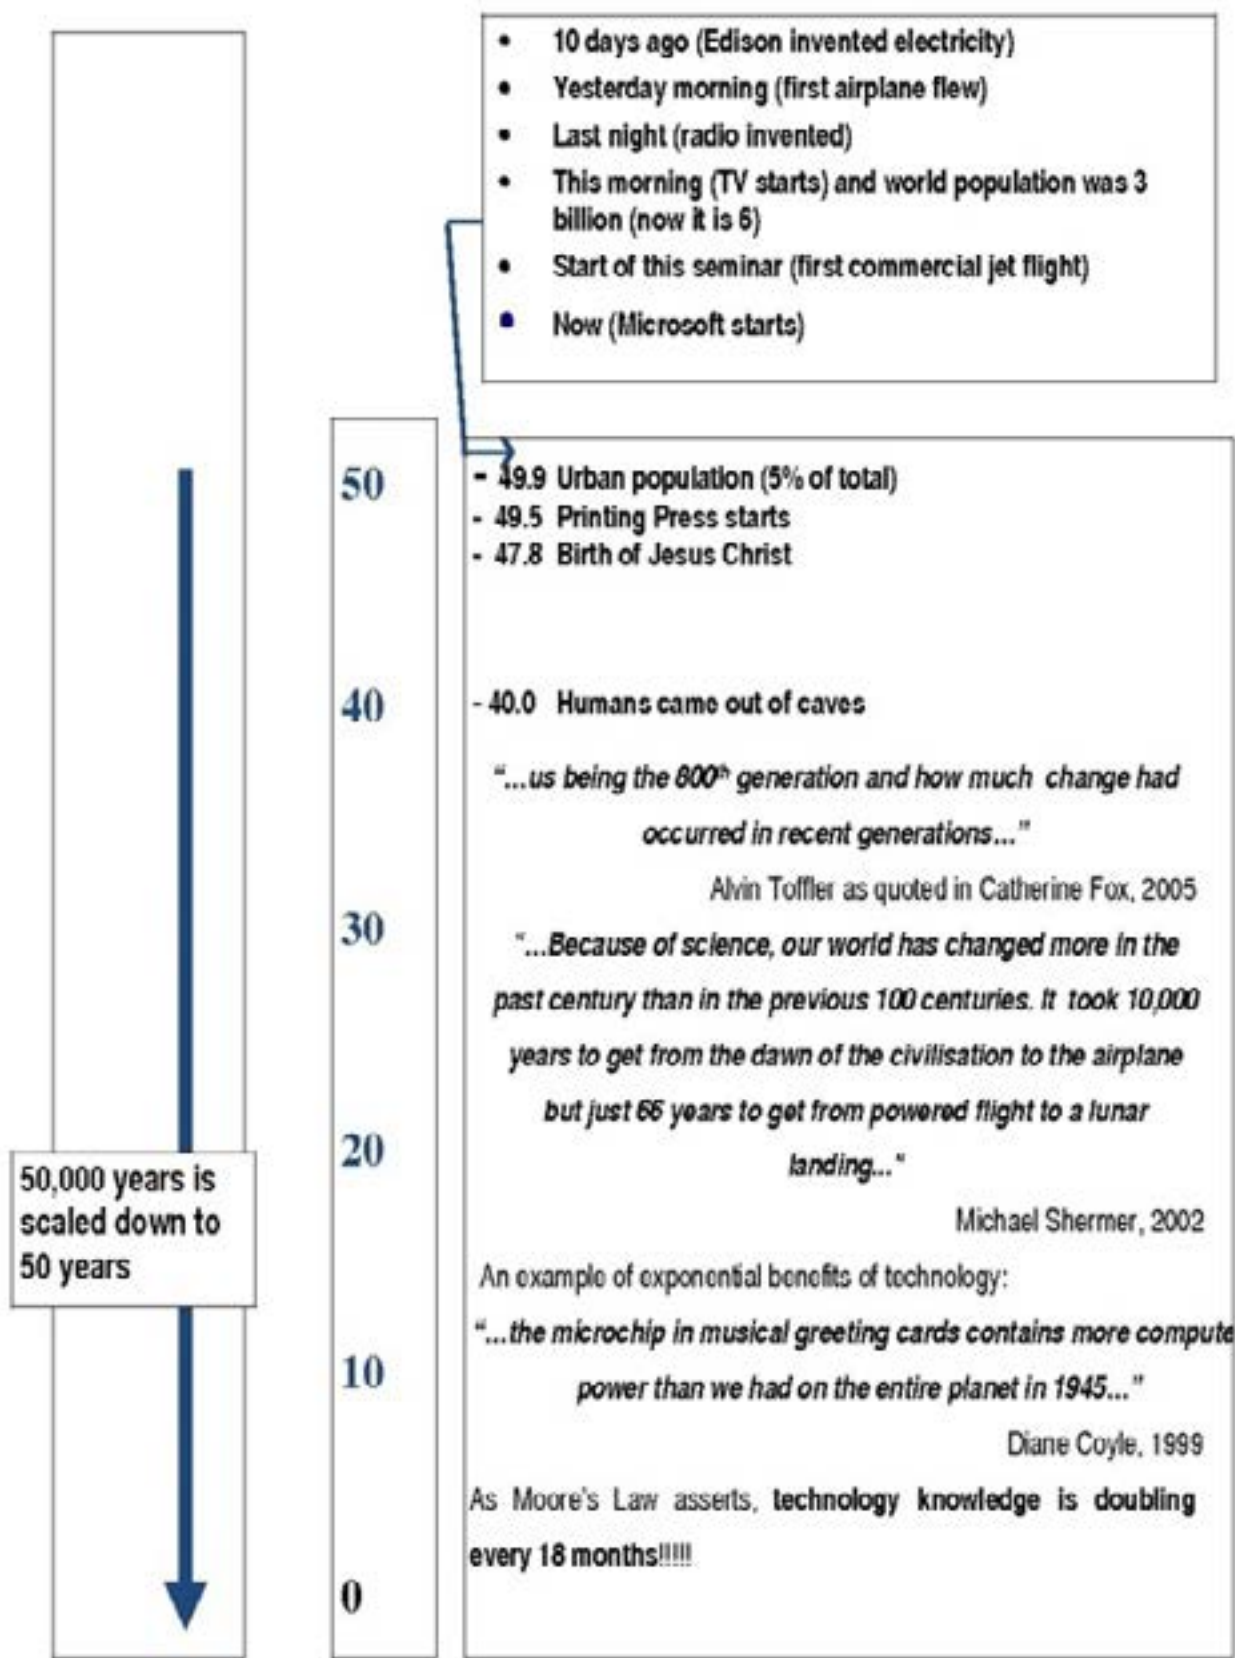 • 10 days ago (Edison invented electricity)
• Yesterday morning (first airplane flew)
• Last night (radio invented)
• This morning (TV starts) and world population was 3
billion (now it is 6)
• Start of this seminar (first commercial jet flight)
• Now (Microsoft starts)
50
- 49.9 Urban population (5% of total)
- 49.5 Printing Press starts
- 47.8 Birth of Jesus Christ
40
- 40.0 Humans came out of caves
"...us being the 800th generation and how much change had
occurred in recent generations..."
Alvin Toffler as quoted in Catherine Fox, 2005
30
"...Because of science, our world has changed more in the
past century than in the previous 100 centuries. It took 10,000
years to get from the dawn of the civilisation to the airplane
but just 66 years to get from powered flight to a lunar
landing..."
20
50,000 years is
scaled down to
50 years
Michael Shermer, 2002
An example of exponential benefits of technology:
"...the microchip in musical greeting cards contains more compute
power than we had on the entire planet in 1945..."
10
Diane Coyle, 1999
As Moore's Law asserts, technology knowledge is doubling
every 18 months!!!!!
0